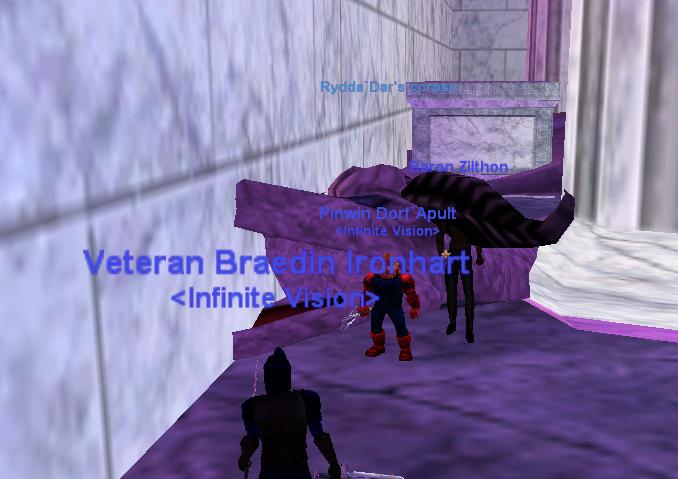 Rydda`Dar's corpse
Baron Zilthon
Pinwin Dorf`Apult
<Infinite Vision>
Veteran Braedin Ironhart
<Infinite Vision>